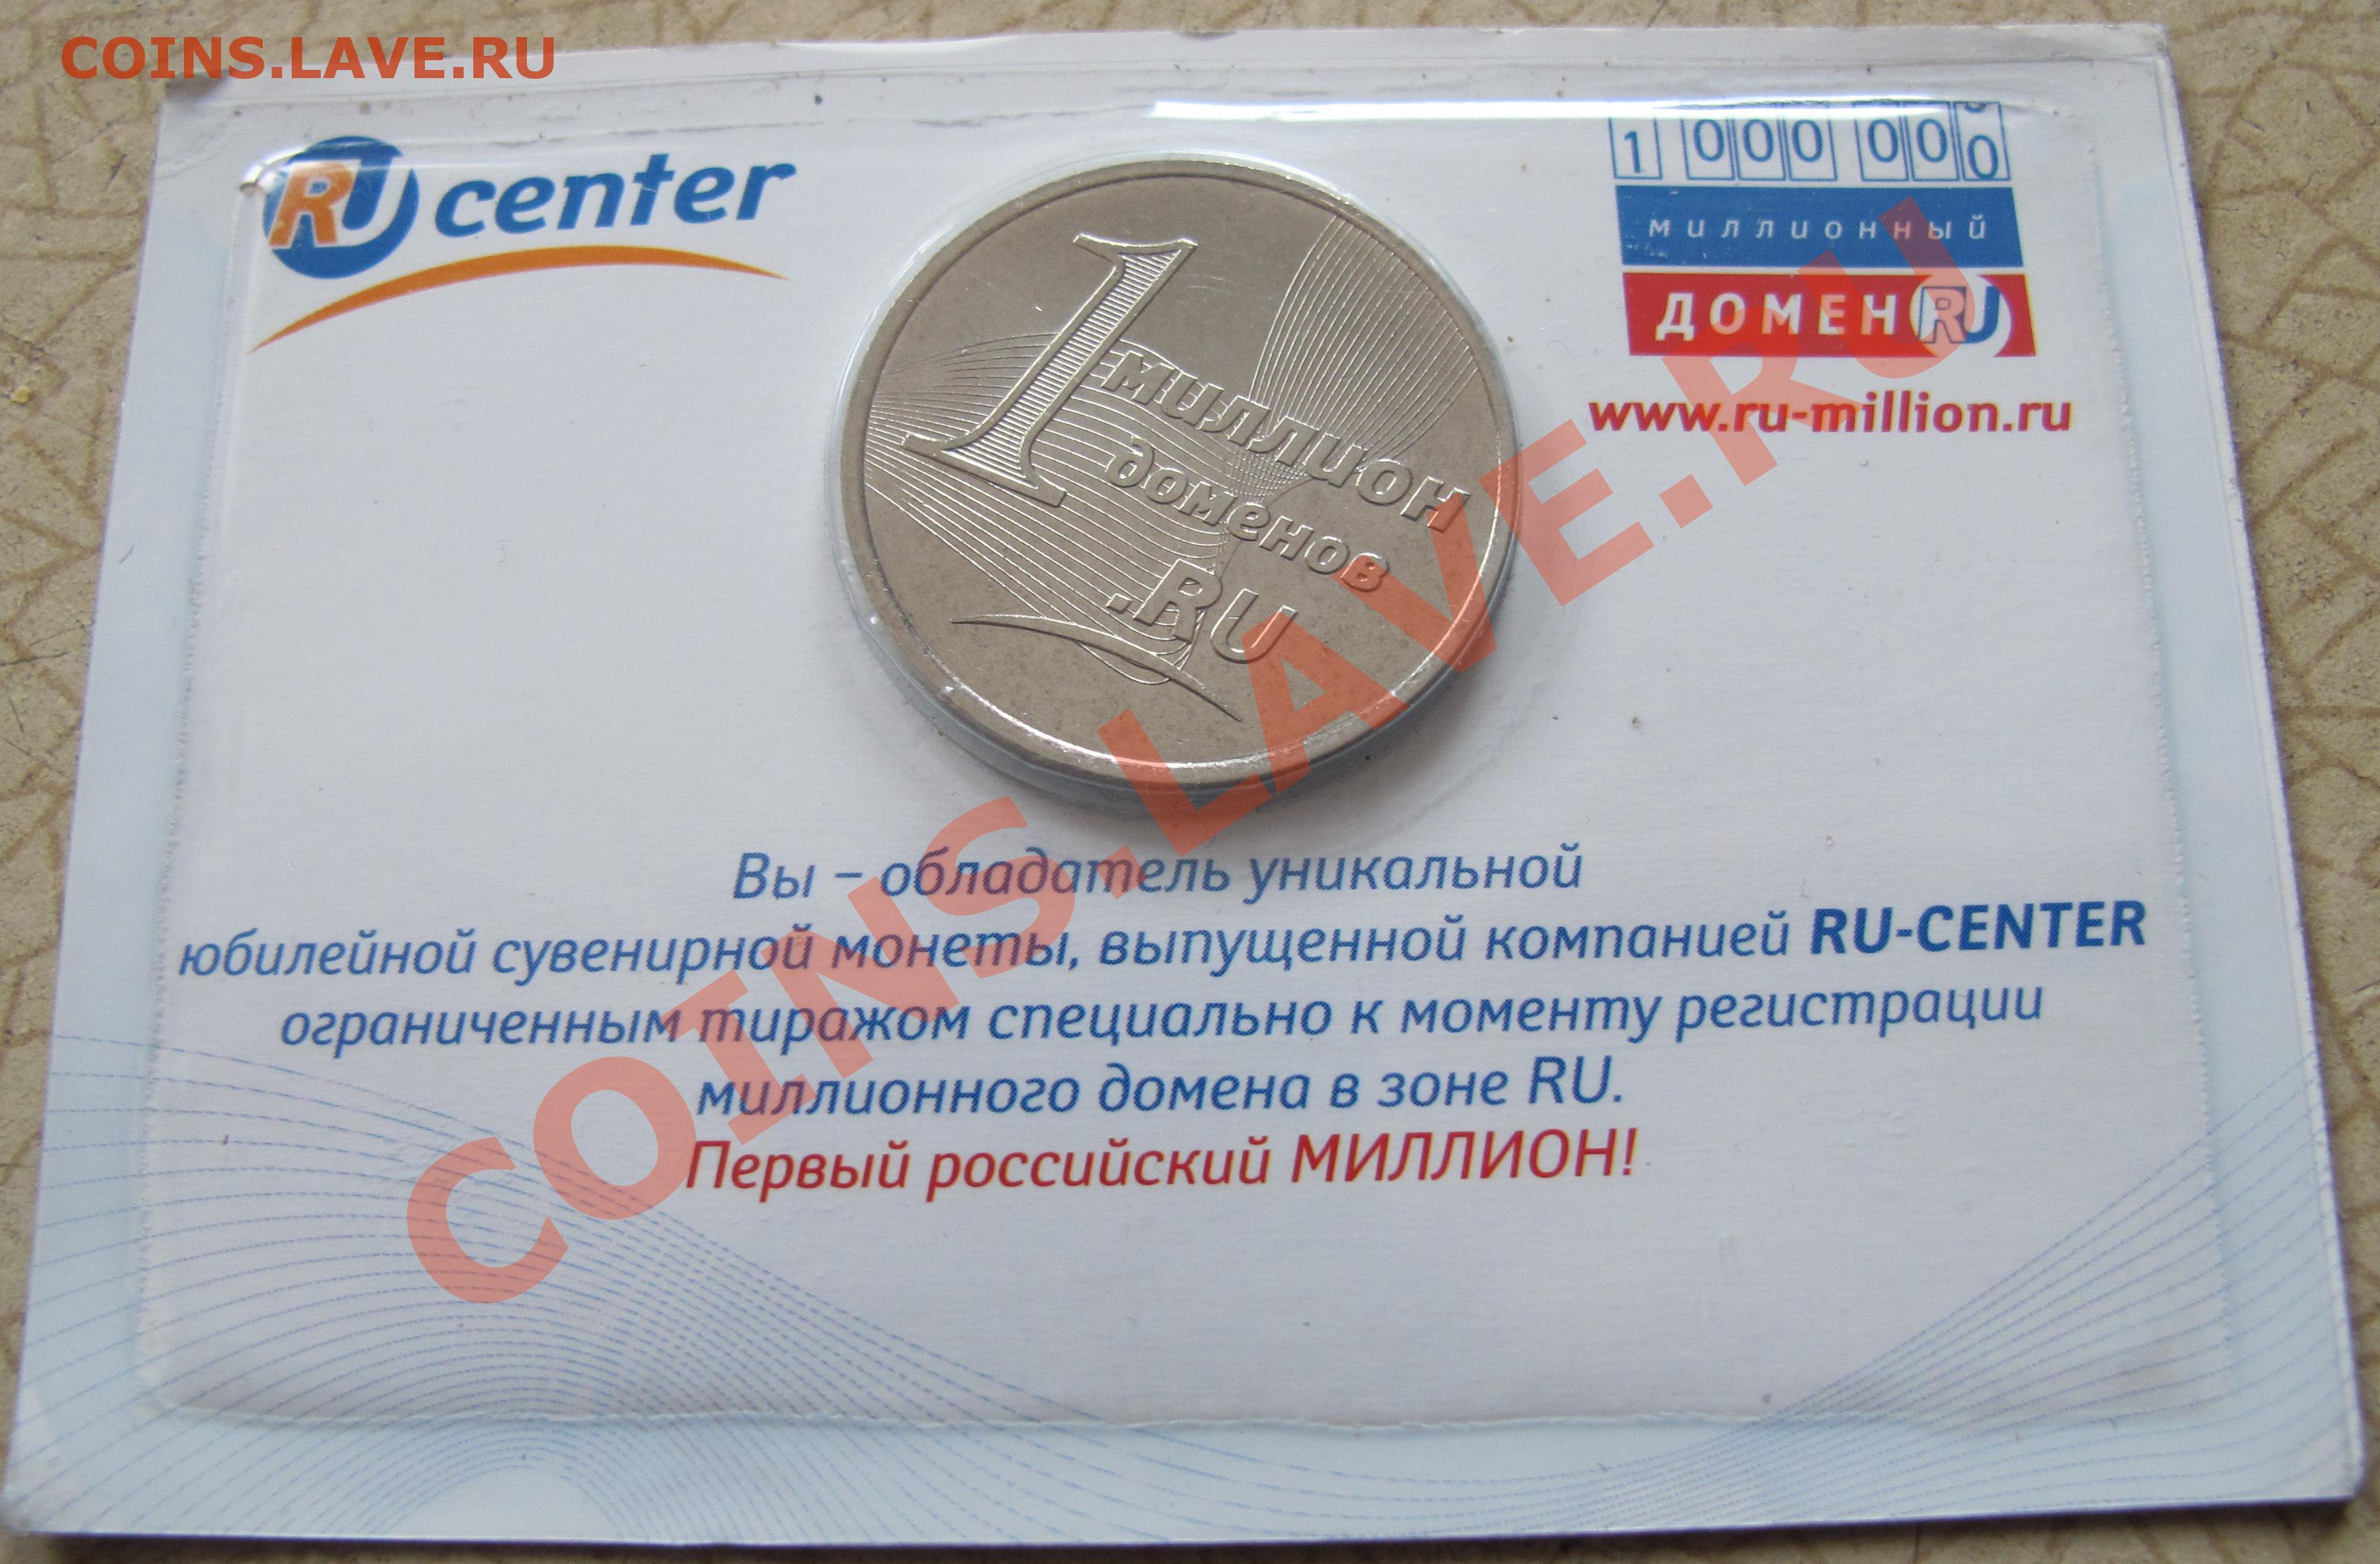 COINS.LAVE.RU
RU center
1 000 000
миллионный
ДОМЕН RU
www.ru-million.ru
1 миллион
доменов
.RU
Вы – обладатель уникальной
юбилейной сувенирной монеты, выпущенной компанией RU-CENTER
ограниченным тиражом специально к моменту регистрации
миллионного домена в зоне RU.
Первый российский МИЛЛИОН!
COINS.LAVE.RU